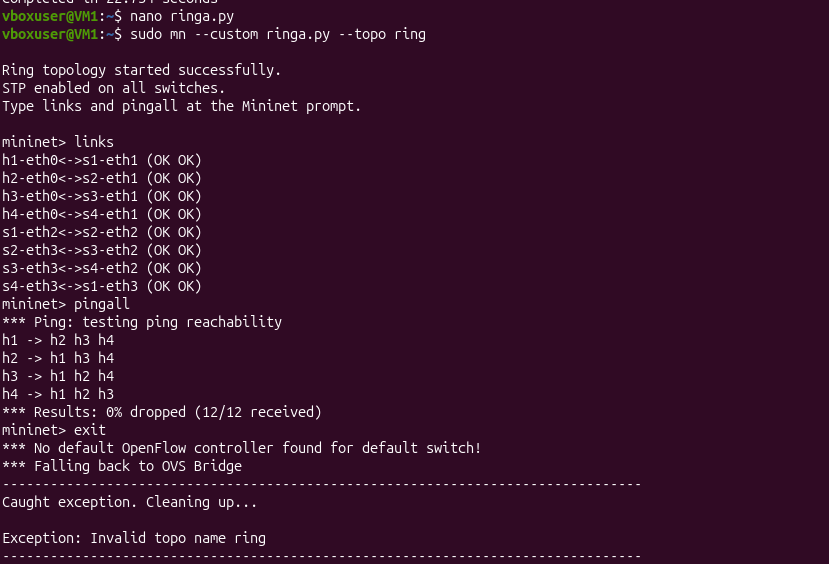 Completed in 22.754 seconds
vboxuser@VM1:~$ nano ringa.py
vboxuser@VM1:~$ sudo mn --custom ringa.py --topo ring
Ring topology started successfully.
STP enabled on all switches.
Type links and pingall at the Mininet prompt.
mininet> links
h1-eth0<->s1-eth1 (OK OK)
h2-eth0<->s2-eth1 (OK OK)
h3-eth0<->s3-eth1 (OK OK)
h4-eth0<->s4-eth1 (OK OK)
s1-eth2<->s2-eth2 (OK OK)
s2-eth3<->s3-eth2 (OK OK)
s3-eth3<->s4-eth2 (OK OK)
s4-eth3<->s1-eth3 (OK OK)
mininet> pingall
*** Ping: testing ping reachability
h1 -> h2 h3 h4
h2 -> h1 h3 h4
h3 -> h1 h2 h4
h4 -> h1 h2 h3
*** Results: 0% dropped (12/12 received)
mininet> exit
*** No default OpenFlow controller found for default switch!
*** Falling back to OVS Bridge
--------------------------------------------------------------------------------
Caught exception. Cleaning up...
Exception: Invalid topo name ring
--------------------------------------------------------------------------------